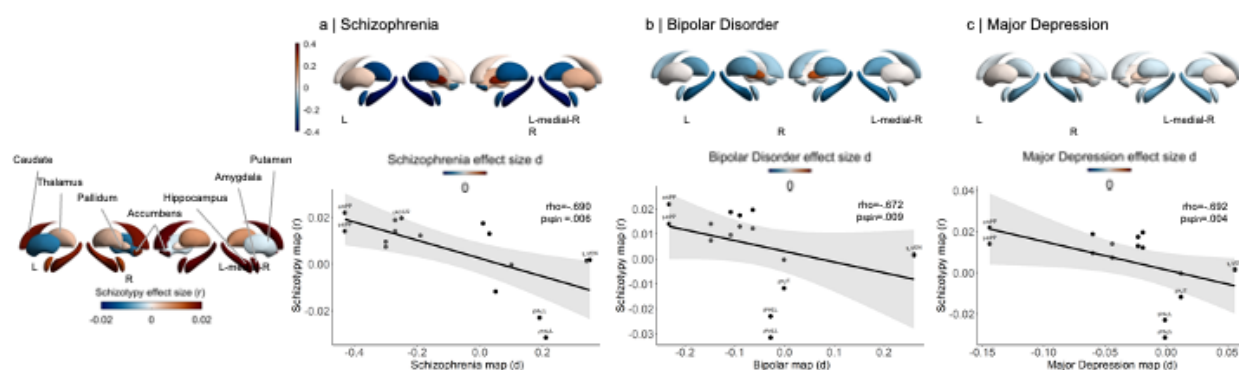 a | Schizophrenia
b | Bipolar Disorder
c | Major Depression
0.4
0.2
0
-0.2
-0.4
L
L-medial-R
R
L
L-medial-R
R
L
L-medial-R
R
Caudate
Thalamus
Pallidum
Accumbens
Hippocampus
Amygdala
Putamen
L
L-medial-R
R
Schizotypy effect size (r)
-0.02 0 0.02
Schizophrenia effect size d
0
rho=-.690
pspin =.006
Schizotypy map (r)
0.02
0.00
-0.02
-0.4 -0.2 0.0 0.2
Schizophrenia map (d)
Bipolar Disorder effect size d
0
rho=-.672
pspin=.009
Schizotypy map (r)
0.02
0.01
0.00
-0.01
-0.02
-0.03
-0.2 -0.1 0.0 0.1 0.2
Bipolar map (d)
Major Depression effect size d
0
rho=-.692
pspin=.004
Schizotypy map (r)
0.04
0.02
0.00
-0.02
-0.04
-0.15 -0.10 -0.05 0.00 0.05
Major Depression map (d)